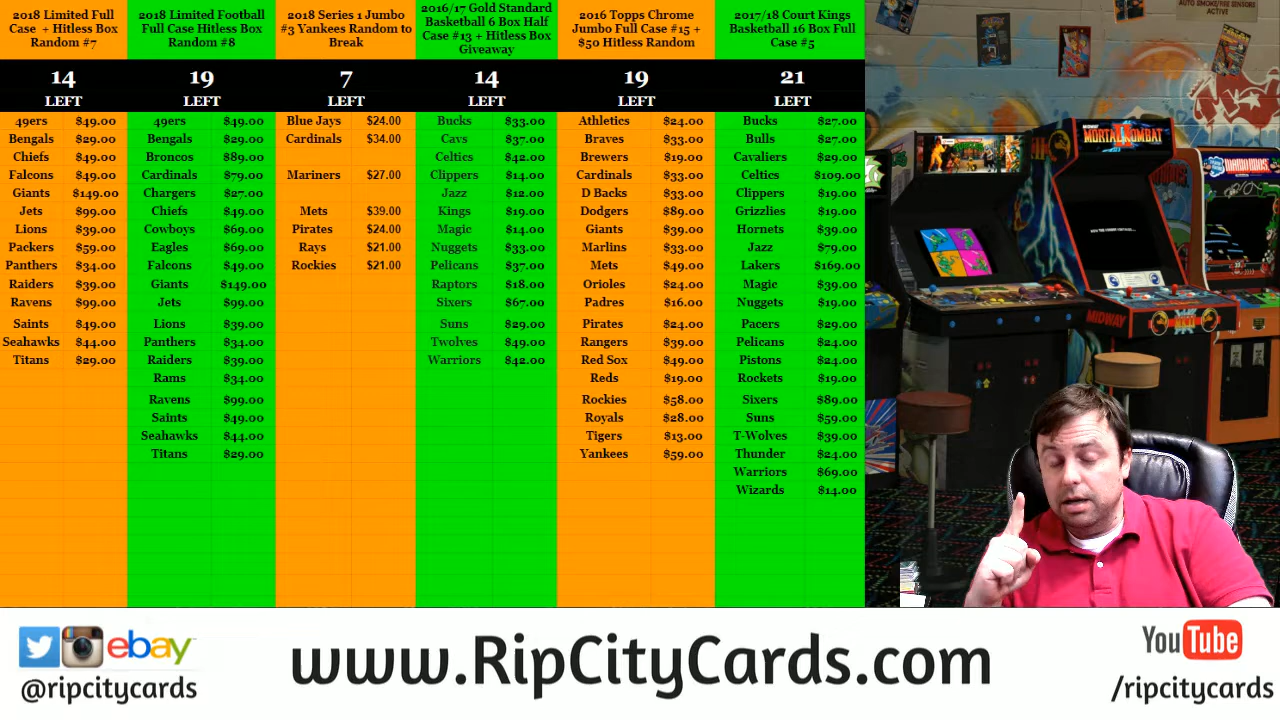 2018 Limited Full
Case + Hitless Box
Random #7
14
LEFT
49ers $49.00
Bengals $29.00
Chiefs $49.00
Falcons $49.00
Giants $149.00
Jets $99.00
Lions $39.00
Packers $59.00
Panthers $34.00
Raiders $39.00
Ravens $99.00
Saints $49.00
Seahawks $44.00
Titans $29.00
2018 Limited Football
Full Case Hitless Box
Random #8
19
LEFT
49ers $49.00
Bengals $29.00
Broncos $89.00
Cardinals $79.00
Chargers $27.00
Chiefs $49.00
Cowboys $69.00
Eagles $69.00
Falcons $49.00
Giants $149.00
Jets $99.00
Lions $39.00
Panthers $34.00
Raiders $39.00
Rams $34.00
Ravens $99.00
Saints $49.00
Seahawks $44.00
Titans $29.00
2018 Series 1 Jumbo
#3 Yankees Random to
Break
7
LEFT
Blue Jays $24.00
Cardinals $34.00
Mariners $27.00
Mets $39.00
Pirates $24.00
Rays $21.00
Rockies $21.00
2016/17 Gold Standard
Basketball 6 Box Half
Case #13 + Hitless Box
Giveaway
14
LEFT
Bucks $33.00
Cavs $37.00
Celtics $42.00
Clippers $14.00
Jazz $12.00
Kings $19.00
Magic $14.00
Nuggets $33.00
Pelicans $37.00
Raptors $18.00
Sixers $67.00
Suns $29.00
Twolves $49.00
Warriors $42.00
2016 Topps Chrome
Jumbo Full Case #15 +
$50 Hitless Random
19
LEFT
Athletics $24.00
Braves $33.00
Brewers $19.00
Cardinals $33.00
D Backs $33.00
Dodgers $89.00
Giants $39.00
Marlins $33.00
Mets $49.00
Orioles $24.00
Padres $16.00
Pirates $24.00
Rangers $39.00
Red Sox $49.00
Reds $19.00
Rockies $58.00
Royals $28.00
Tigers $13.00
Yankees $59.00
2017/18 Court Kings
Basketball 16 Box Full
Case #5
21
LEFT
Bucks $27.00
Bulls $27.00
Cavaliers $29.00
Celtics $109.00
Clippers $19.00
Grizzlies $19.00
Hornets $39.00
Jazz $79.00
Lakers $169.00
Magic $39.00
Nuggets $19.00
Pacers $29.00
Pelicans $24.00
Pistons $24.00
Rockets $19.00
Sixers $89.00
Suns $59.00
T-Wolves $39.00
Thunder $24.00
Warriors $69.00
Wizards $14.00
MIDWAY
MORTAL KOMBAT
MARIO BROS.
MIDWAY
ebay
@ripcitycards
www.RipCityCards.com
YouTube
/ripcitycards